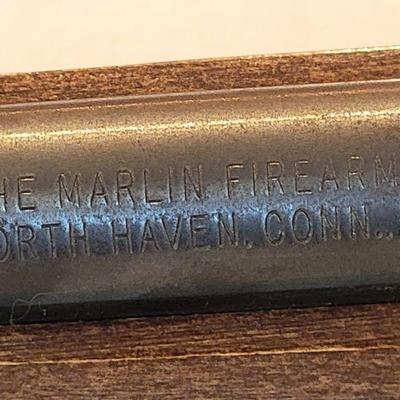 HE MARLIN FIREARM
ORTH HAVEN, CONN.